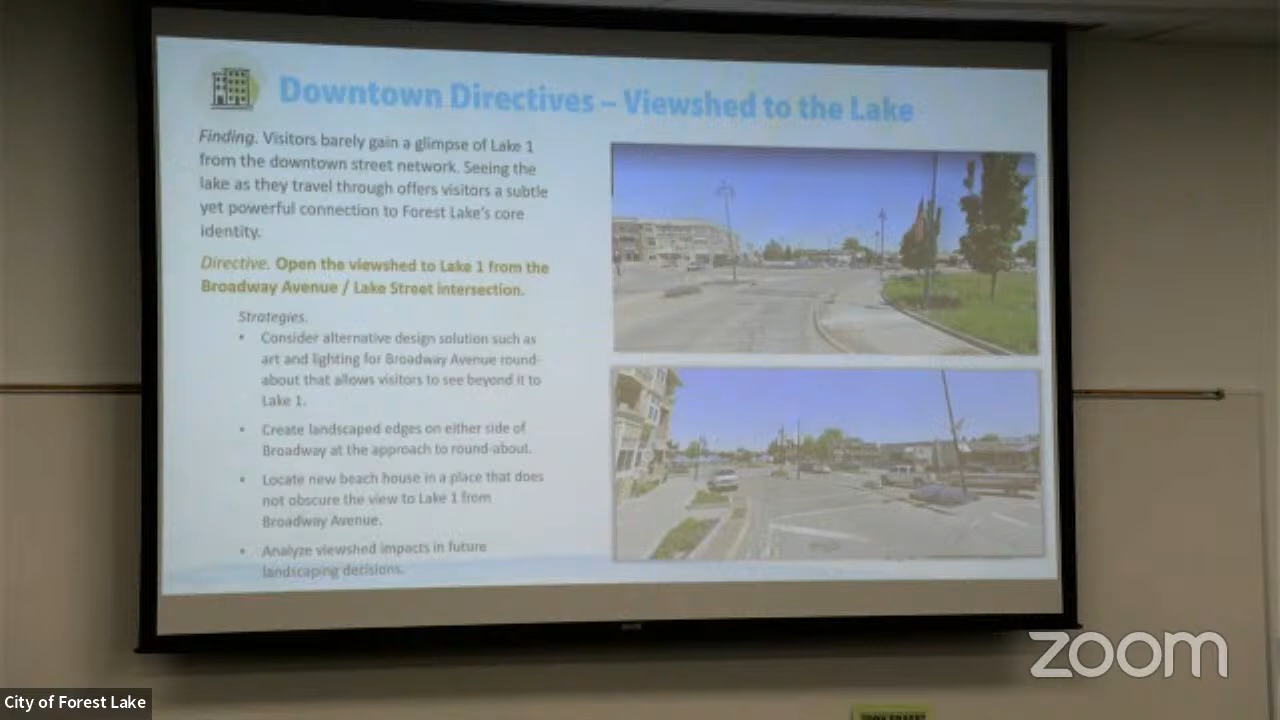 Downtown Directives – Viewshed to the Lake
Finding. Visitors barely gain a glimpse of Lake 1
from the downtown street network. Seeing the
lake as they travel through offers visitors a subtle
yet powerful connection to Forest Lake's core
identity.
Directive. Open the viewshed to Lake 1 from the
Broadway Avenue / Lake Street intersection.
Strategies.
• Consider alternative design solution such as
art and lighting for Broadway Avenue round-
about that allows visitors to see beyond it to
Lake 1.
• Create landscaped edges on either side of
Broadway at the approach to round-about.
• Locate new beach house in a place that does
not obscure the view to Lake 1 from
Broadway Avenue.
• Analyze viewshed impacts in future
landscaping decisions.
zoom
City of Forest Lake